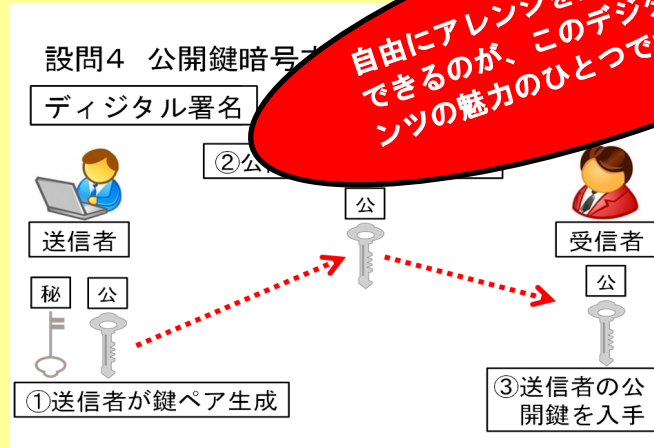 設問4 公開鍵暗号
自由にアレンジを
できるのが、このデジタ
ンツの魅力のひとつで
ディジタル署名
②公
公
送信者
受信者
秘
公
公
①送信者が鍵ペア生成
③送信者の公
開鍵を入手